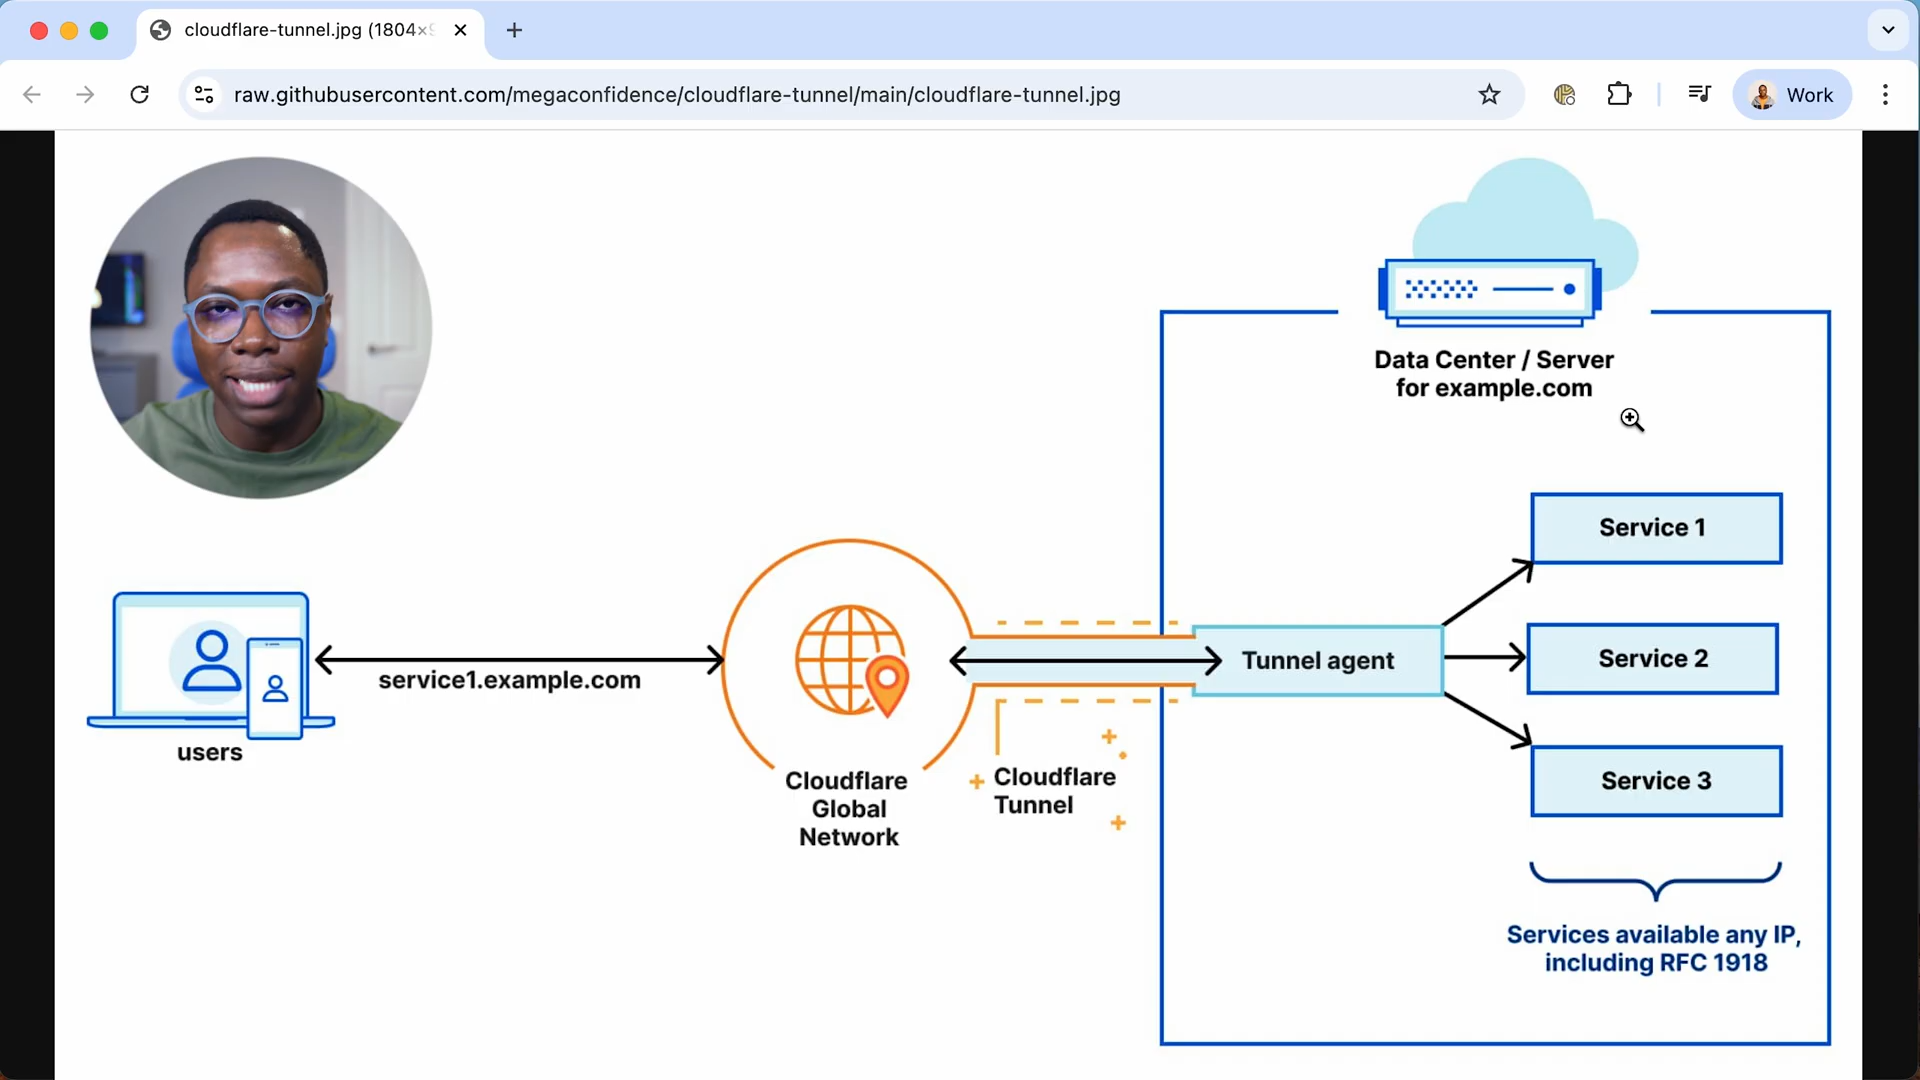 cloudflare-tunnel.jpg (1804×9
raw.githubusercontent.com/megaconfidence/cloudflare-tunnel/main/cloudflare-tunnel.jpg
Work
Data Center / Server
for example.com
Service 1
service1.example.com
Tunnel agent
Service 2
users
Cloudflare
Global
Network
Cloudflare
Tunnel
Service 3
Services available any IP,
including RFC 1918